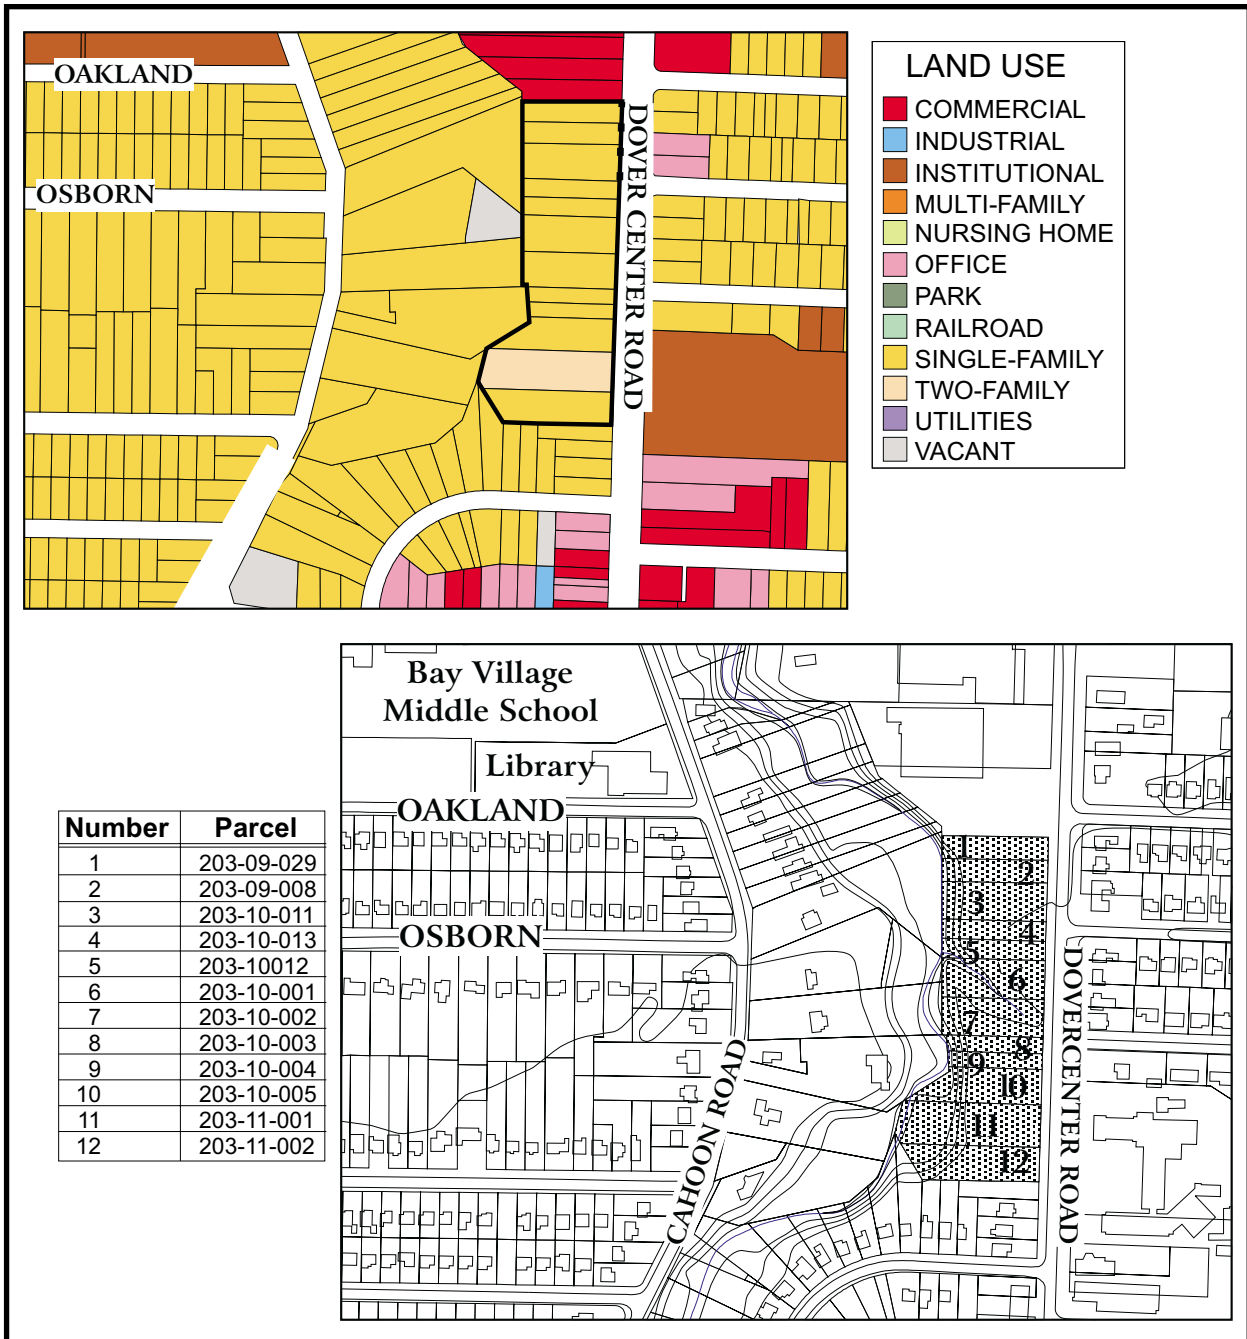 OAKLAND
OSBORN
DOVER CENTER ROAD
LAND USE
COMMERCIAL
INDUSTRIAL
INSTITUTIONAL
MULTI-FAMILY
NURSING HOME
OFFICE
PARK
RAILROAD
SINGLE-FAMILY
TWO-FAMILY
UTILITIES
VACANT
Number Parcel
1 203-09-029
2 203-09-008
3 203-10-011
4 203-10-013
5 203-10012
6 203-10-001
7 203-10-002
8 203-10-003
9 203-10-004
10 203-10-005
11 203-11-001
12 203-11-002
Bay Village
Middle School
Library
OAKLAND
OSBORN
CAHOON ROAD
DOVERCENTER ROAD
1
2
3
4
5
6
7
8
9
10
11
12